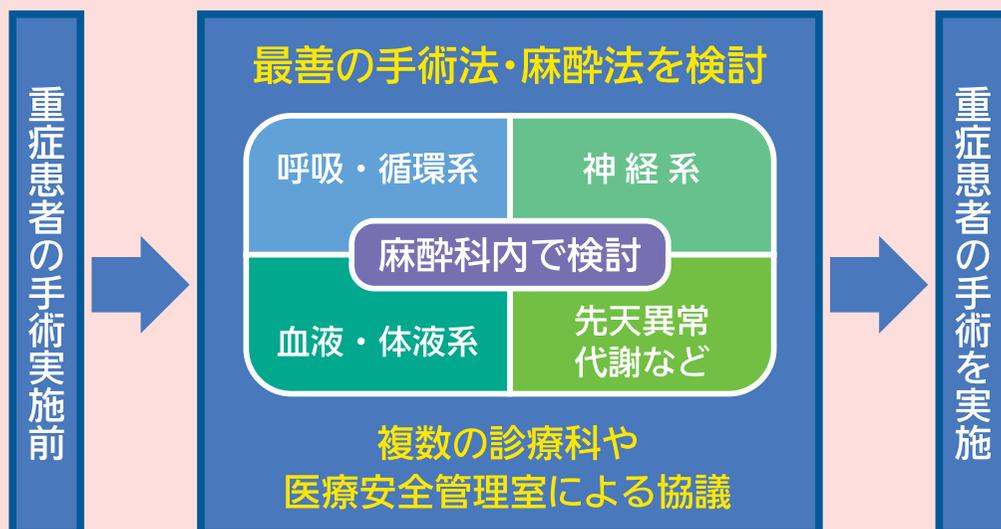 重症患者の手術実施前
最善の手術法・麻酔法を検討
呼吸・循環系
神経系
麻酔科内で検討
血液・体液系
先天異常
代謝など
複数の診療科や
医療安全管理室による協議
重症患者の手術を実施